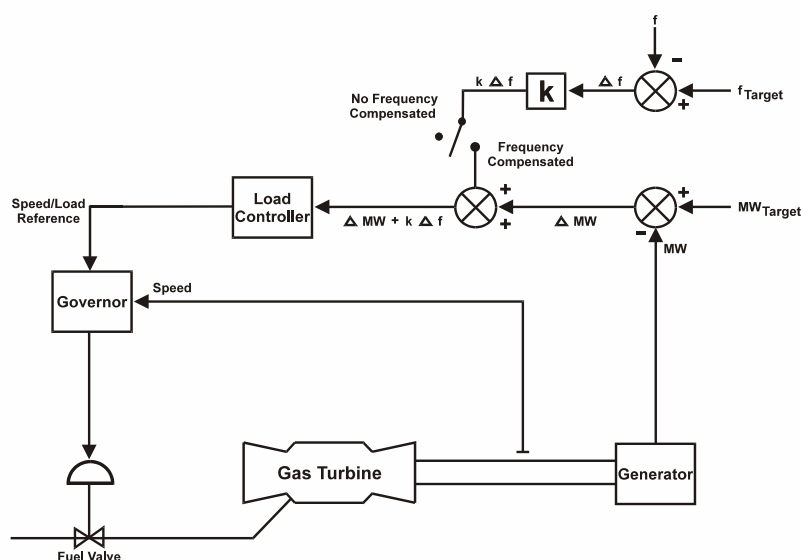 f
−
k Δ f
k
Δ f
+
f Target
No Frequency
Compensated
Frequency
Compensated
Speed/Load
Reference
Load
Controller
Δ MW + k Δ f
+
+
Δ MW
+
−
MW Target
MW
Governor
Speed
Gas Turbine
Generator
Fuel Valve